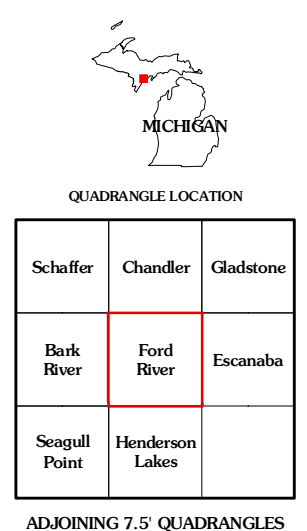 MICHIGAN
QUADRANGLE LOCATION
Schaffer Chandler Gladstone
Bark Ford Escanaba
River River
Seagull Henderson
Point Lakes
ADJOINING 7.5' QUADRANGLES